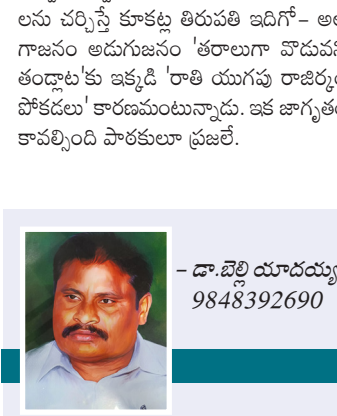 లను చర్చిస్తే కూకట్ల తిరుపతి ఇదిగో–
గాజనం అడుగుజనం 'తరాలుగా వొడువని
తండ్లాట'కు ఇక్కడి 'రాతి యుగపు
పోకడలు' కారణమంటున్నాడు. ఇక
కావల్సింది పాఠకులూ ప్రజలే.
– డా.బెల్లి యాదయ్య
9848392690